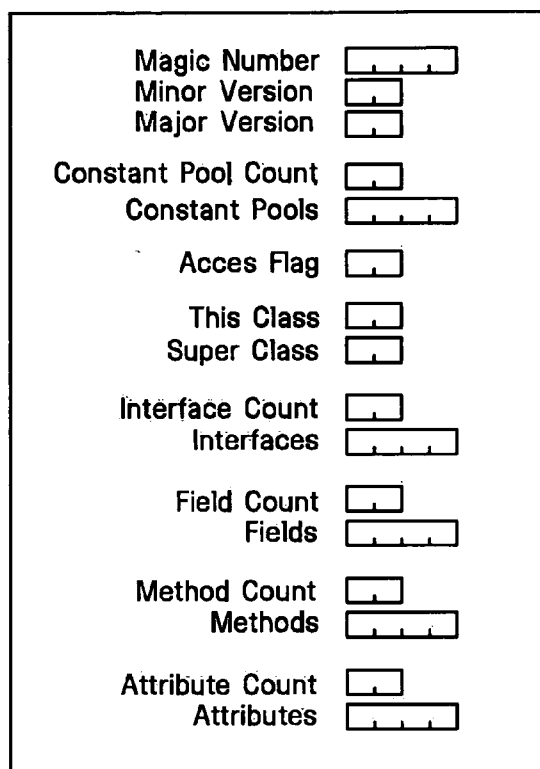 Magic Number
Minor Version
Major Version
Constant Pool Count
Constant Pools
Acces Flag
This Class
Super Class
Interface Count
Interfaces
Field Count
Fields
Method Count
Methods
Attribute Count
Attributes